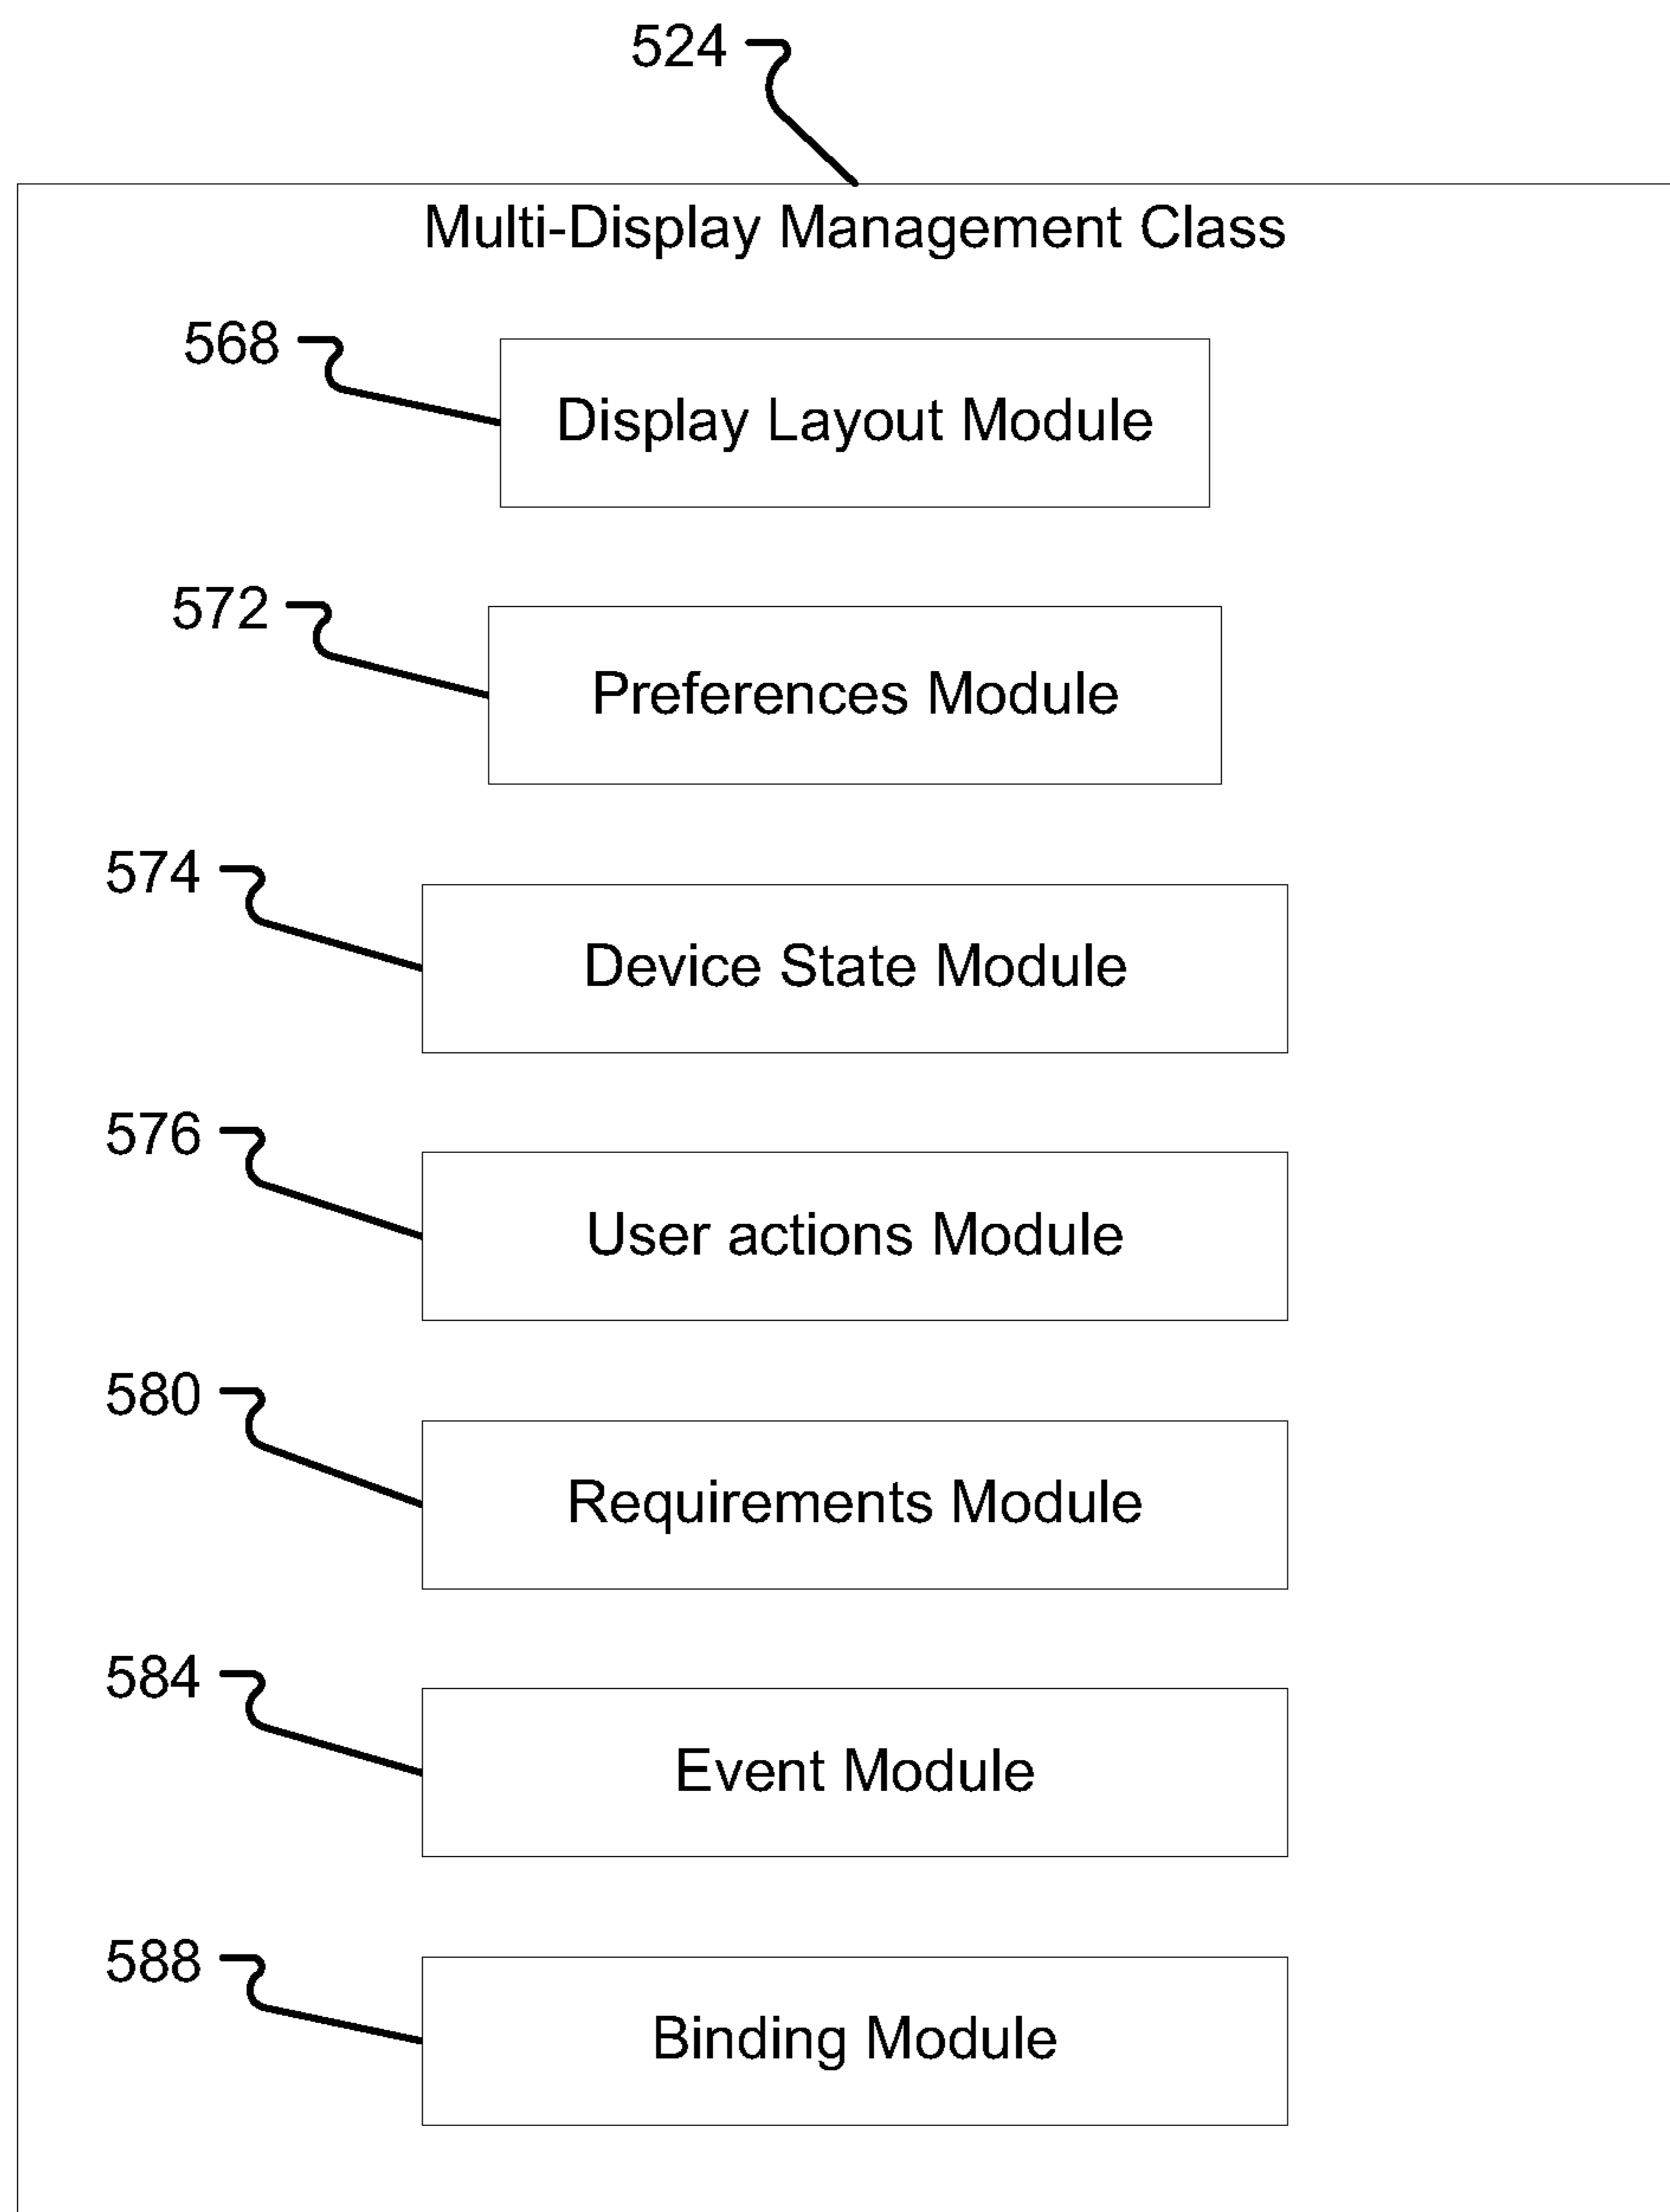 524
Multi-Display Management Class
568
Display Layout Module
572
Preferences Module
574
Device State Module
576
User actions Module
580
Requirements Module
584
Event Module
588
Binding Module